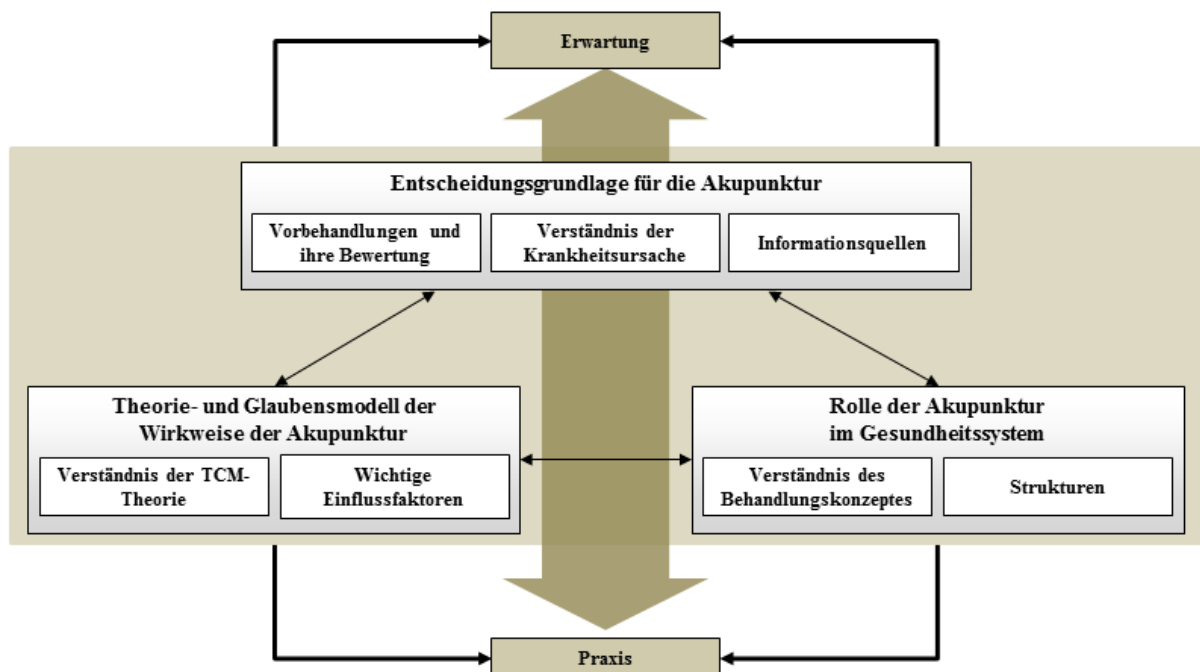 Erwartung
Entscheidungsgrundlage für die Akupunktur
Vorbehandlungen und
ihre Bewertung
Verständnis der
Krankheitsursache
Informationsquellen
Theorie- und Glaubensmodell der
Wirkweise der Akupunktur
Verständnis der TCM-
Theorie
Wichtige
Einflussfaktoren
Rolle der Akupunktur
im Gesundheitssystem
Verständnis des
Behandlungskonzeptes
Strukturen
Praxis